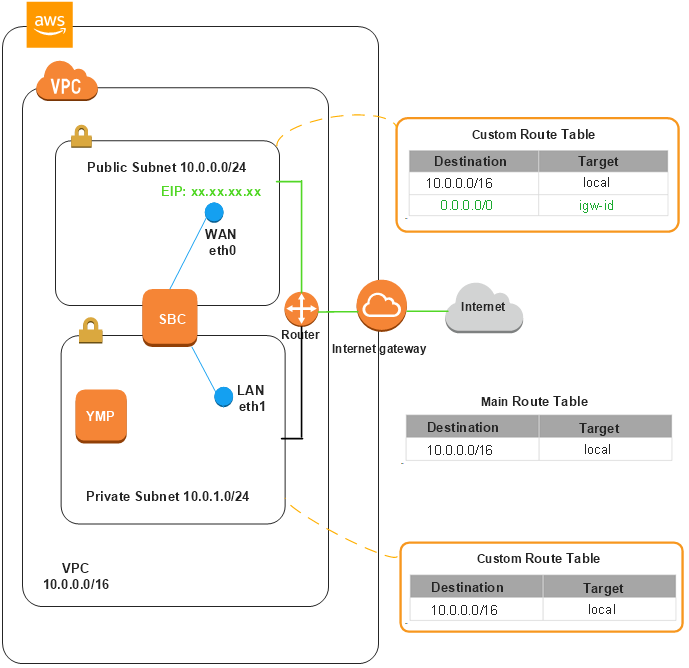 aws
VPC
Public Subnet 10.0.0.0/24
EIP: xx.xx.xx.xx
WAN
eth0
SBC
Router
Internet gateway
Internet
LAN
eth1
YMP
Private Subnet 10.0.1.0/24
VPC
10.0.0.0/16
Custom Route Table
Destination Target
10.0.0.0/16 local
0.0.0.0/0 igw-id
Main Route Table
Destination Target
10.0.0.0/16 local
Custom Route Table
Destination Target
10.0.0.0/16 local